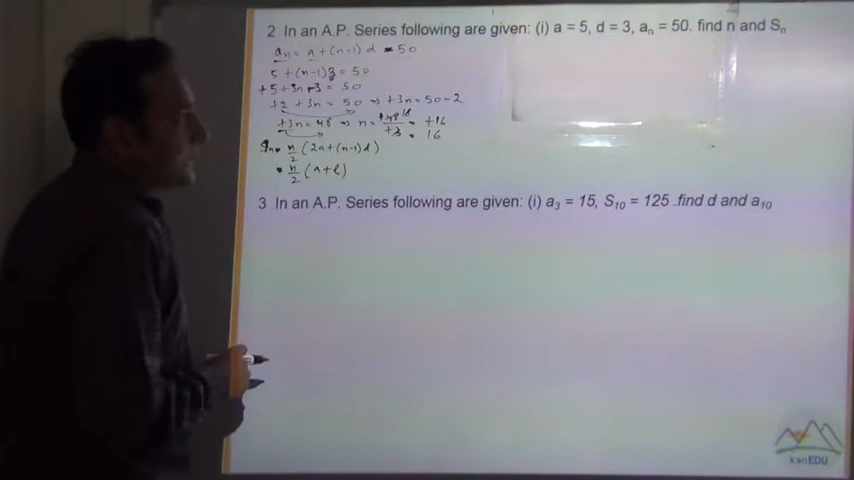 2 In an A.P. Series following are given: (i) a = 5, d = 3, aₙ = 50. find n and Sₙ
aₙ = a + (n-1) d = 50
5 + (n-1)3 = 50
+5+3n-3 = 50
+2 + 3n = 50 ⇒ +3n = 50-2
+3n = 48 ⇒ n = +48/+3 16 = +16
= 16
Sₙ = n/2 (2a+(n-1)d)
= n/2 (a+l)
3 In an A.P. Series following are given: (i) a₃ = 15, S₁₀ = 125 .find d and a₁₀
kanEDU